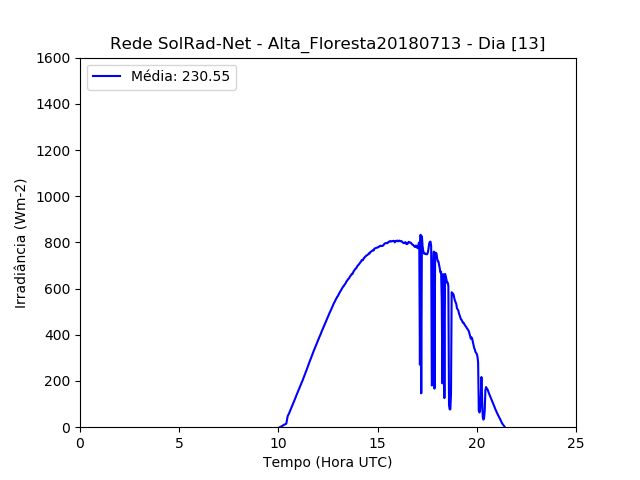 Rede SolRad-Net - Alta_Floresta20180713 - Dia [13]
Média: 230.55
Irradiância (Wm-2)
1600
1400
1200
1000
800
600
400
200
0
0 5 10 15 20 25
Tempo (Hora UTC)